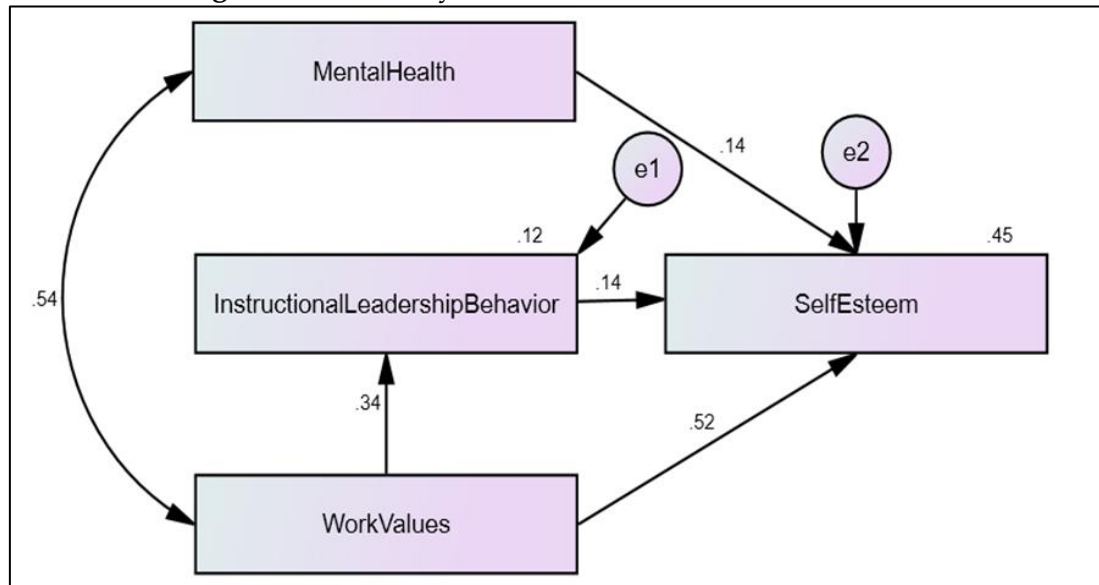 MentalHealth
.14
e1
e2
.12
.45
InstructionalLeadershipBehavior
.14
SelfEsteem
.54
.34
.52
WorkValues